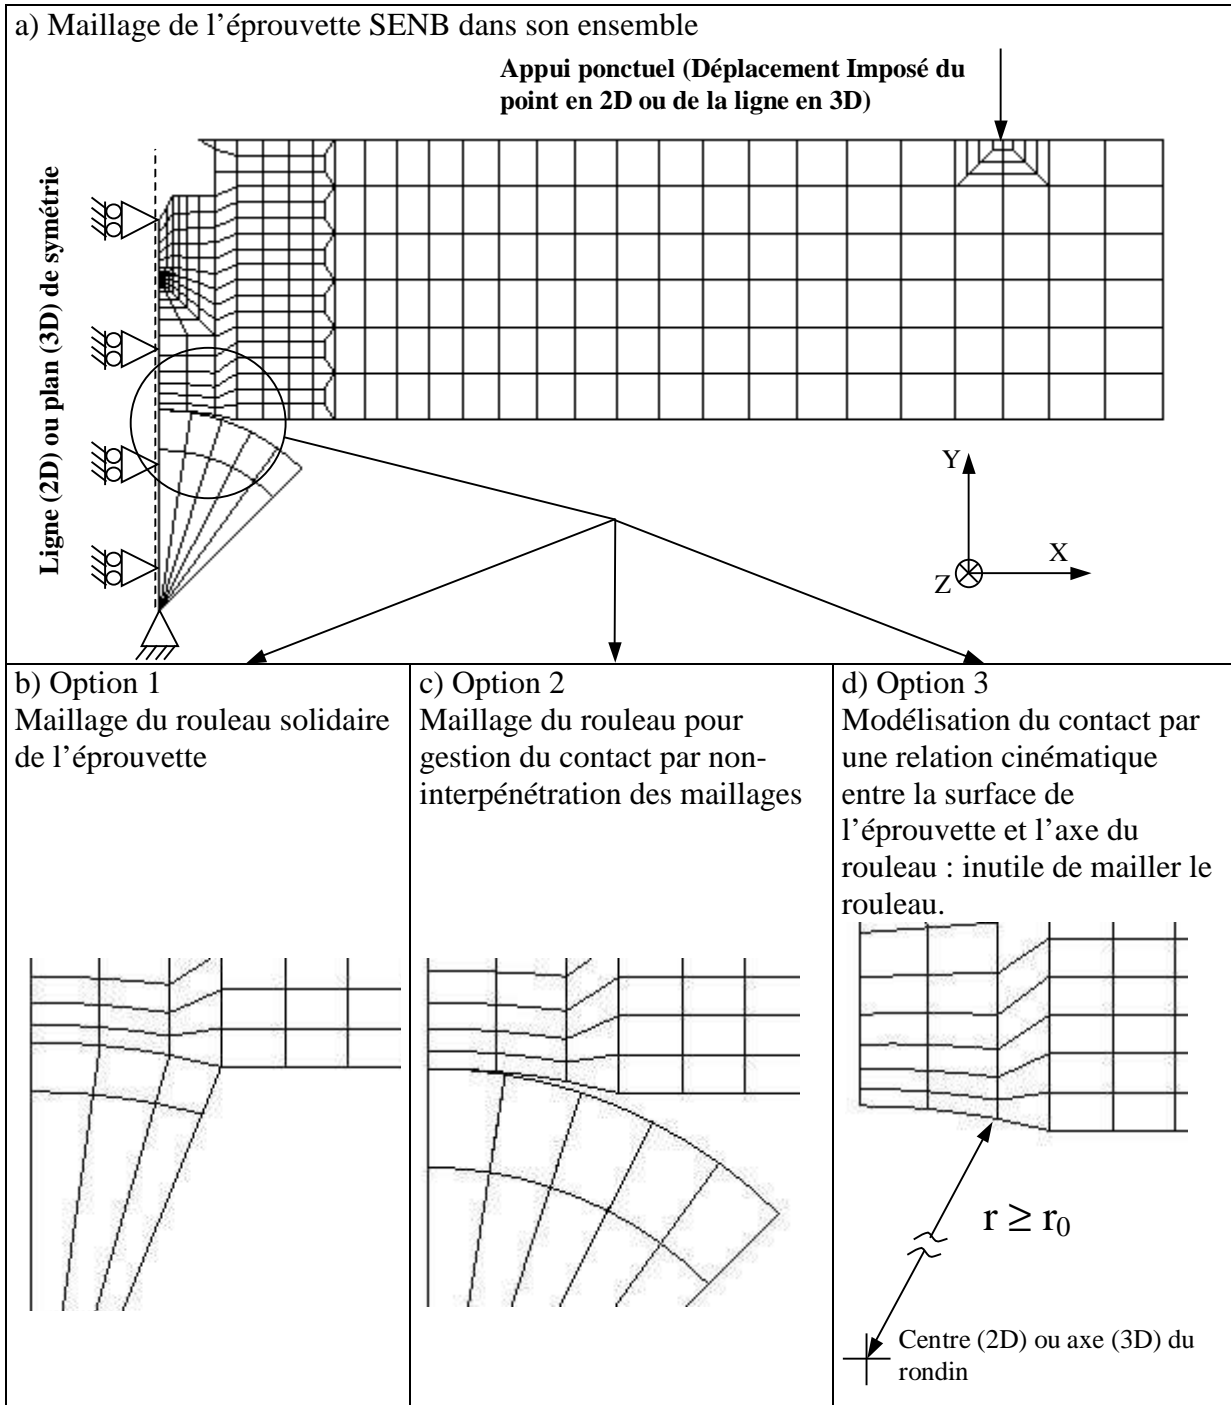 a) Maillage de l’éprouvette SENB dans son ensemble
Appui ponctuel (Déplacement Imposé du
point en 2D ou de la ligne en 3D)
Ligne (2D) ou plan (3D) de symétrie
Y
X
Z
b) Option 1
Maillage du rouleau solidaire
de l’éprouvette
c) Option 2
Maillage du rouleau pour
gestion du contact par non-
interpénétration des maillages
d) Option 3
Modélisation du contact par
une relation cinématique
entre la surface de
l’éprouvette et l’axe du
rouleau : inutile de mailler le
rouleau.
r ≥ r₀
Centre (2D) ou axe (3D) du
rondin